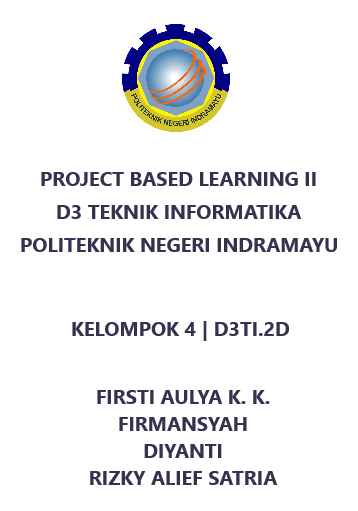 POLITEKNIK NEGERI INDRAMAYU
PROJECT BASED LEARNING II
D3 TEKNIK INFORMATIKA
POLITEKNIK NEGERI INDRAMAYU
KELOMPOK 4 | D3TI.2D
FIRSTI AULYA K. K.
FIRMANSYAH
DIYANTI
RIZKY ALIEF SATRIA